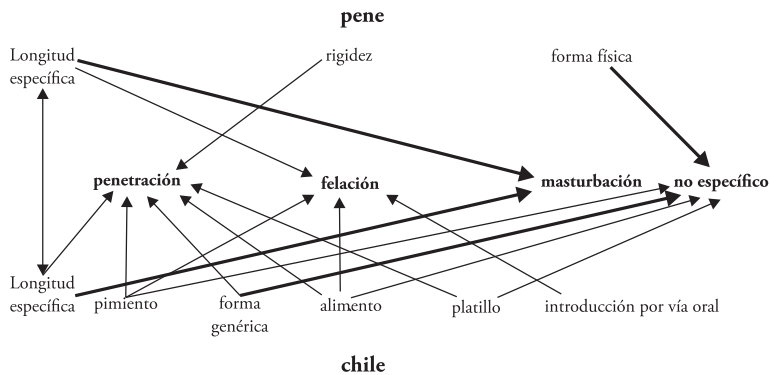 pene
Longitud
específica
rigidez
forma física
penetración
felación
masturbación
no específico
Longitud
específica
pimiento
forma
genérica
alimento
platillo
introducción por vía oral
chile